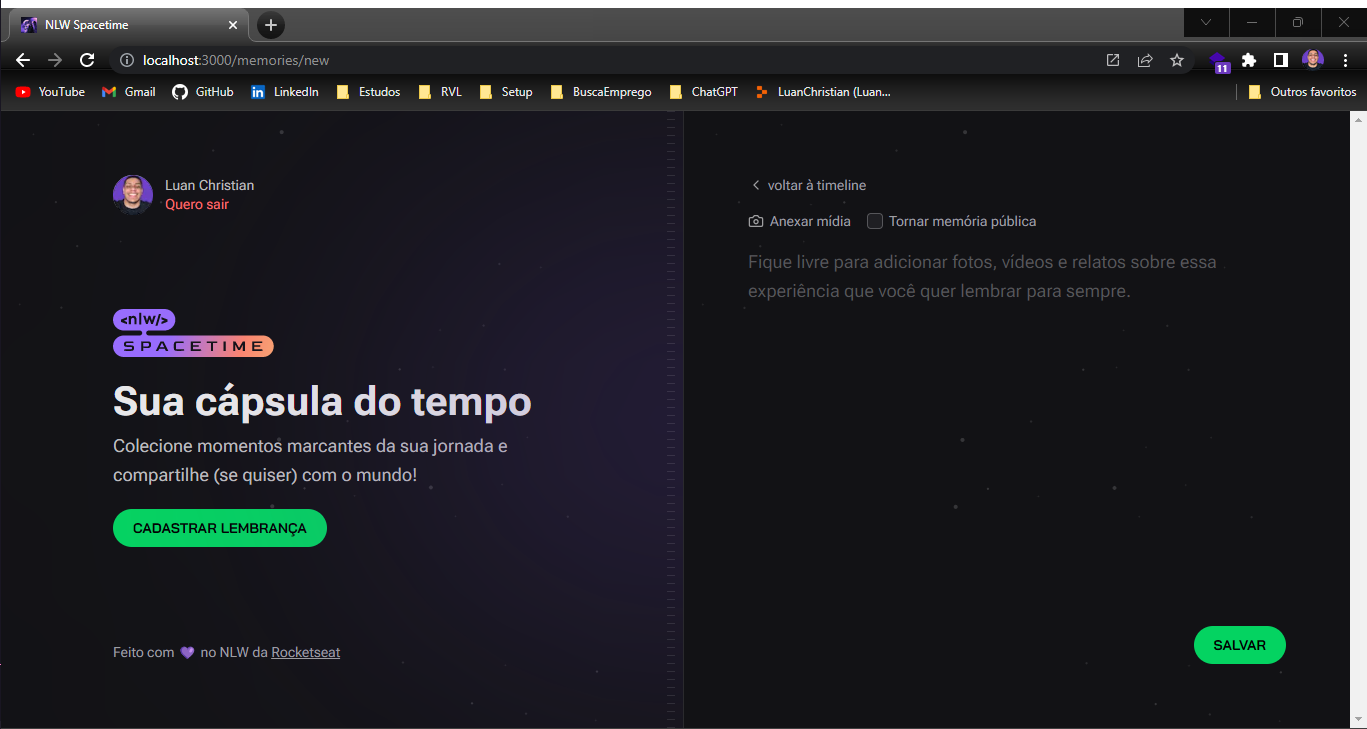 NLW Spacetime
localhost:3000/memories/new
11
YouTube Gmail GitHub LinkedIn Estudos RVL Setup BuscaEmprego ChatGPT LuanChristian (Luan... Outros favoritos
Luan Christian
Quero sair
<nlw/>
SPACETIME
Sua cápsula do tempo
Colecione momentos marcantes da sua jornada e
compartilhe (se quiser) com o mundo!
CADASTRAR LEMBRANÇA
Feito com 💜 no NLW da Rocketseat
voltar à timeline
Anexar mídia Tornar memória pública
Fique livre para adicionar fotos, vídeos e relatos sobre essa
experiência que você quer lembrar para sempre.
SALVAR